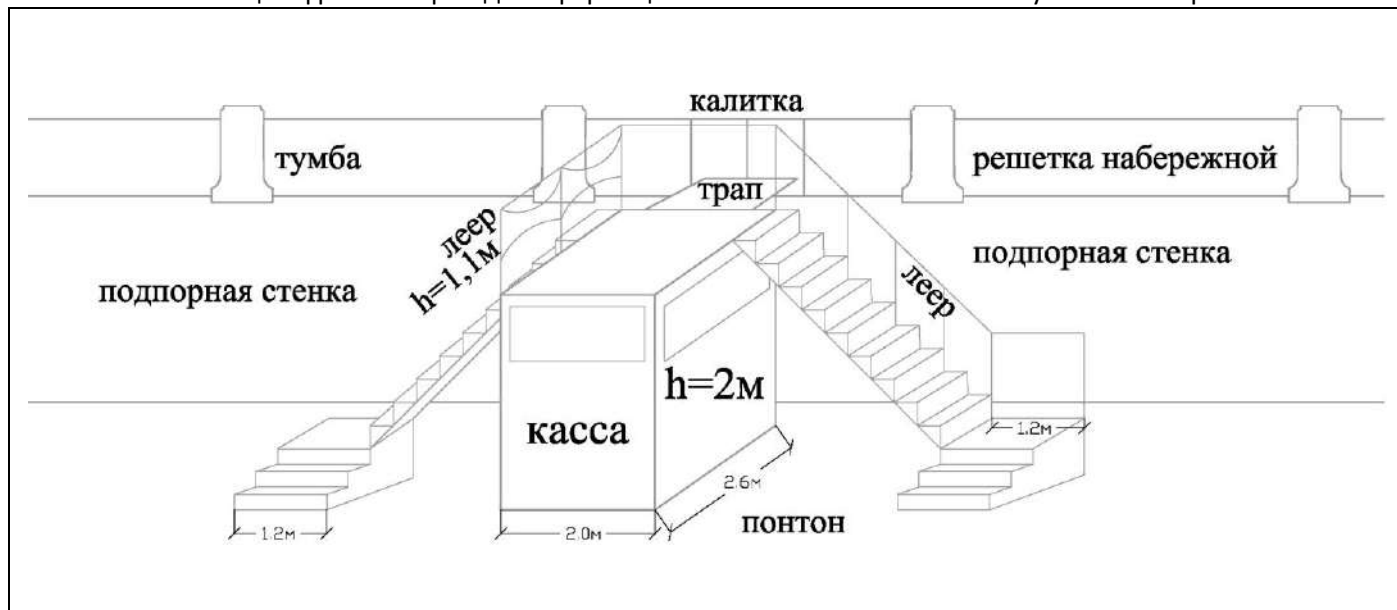 калитка
тумба
решетка набережной
трап
леер
h=1,1м
подпорная стенка
подпорная стенка
леер
h=2м
касса
1.2м
2.6м
понтон
1.2м
2.0м